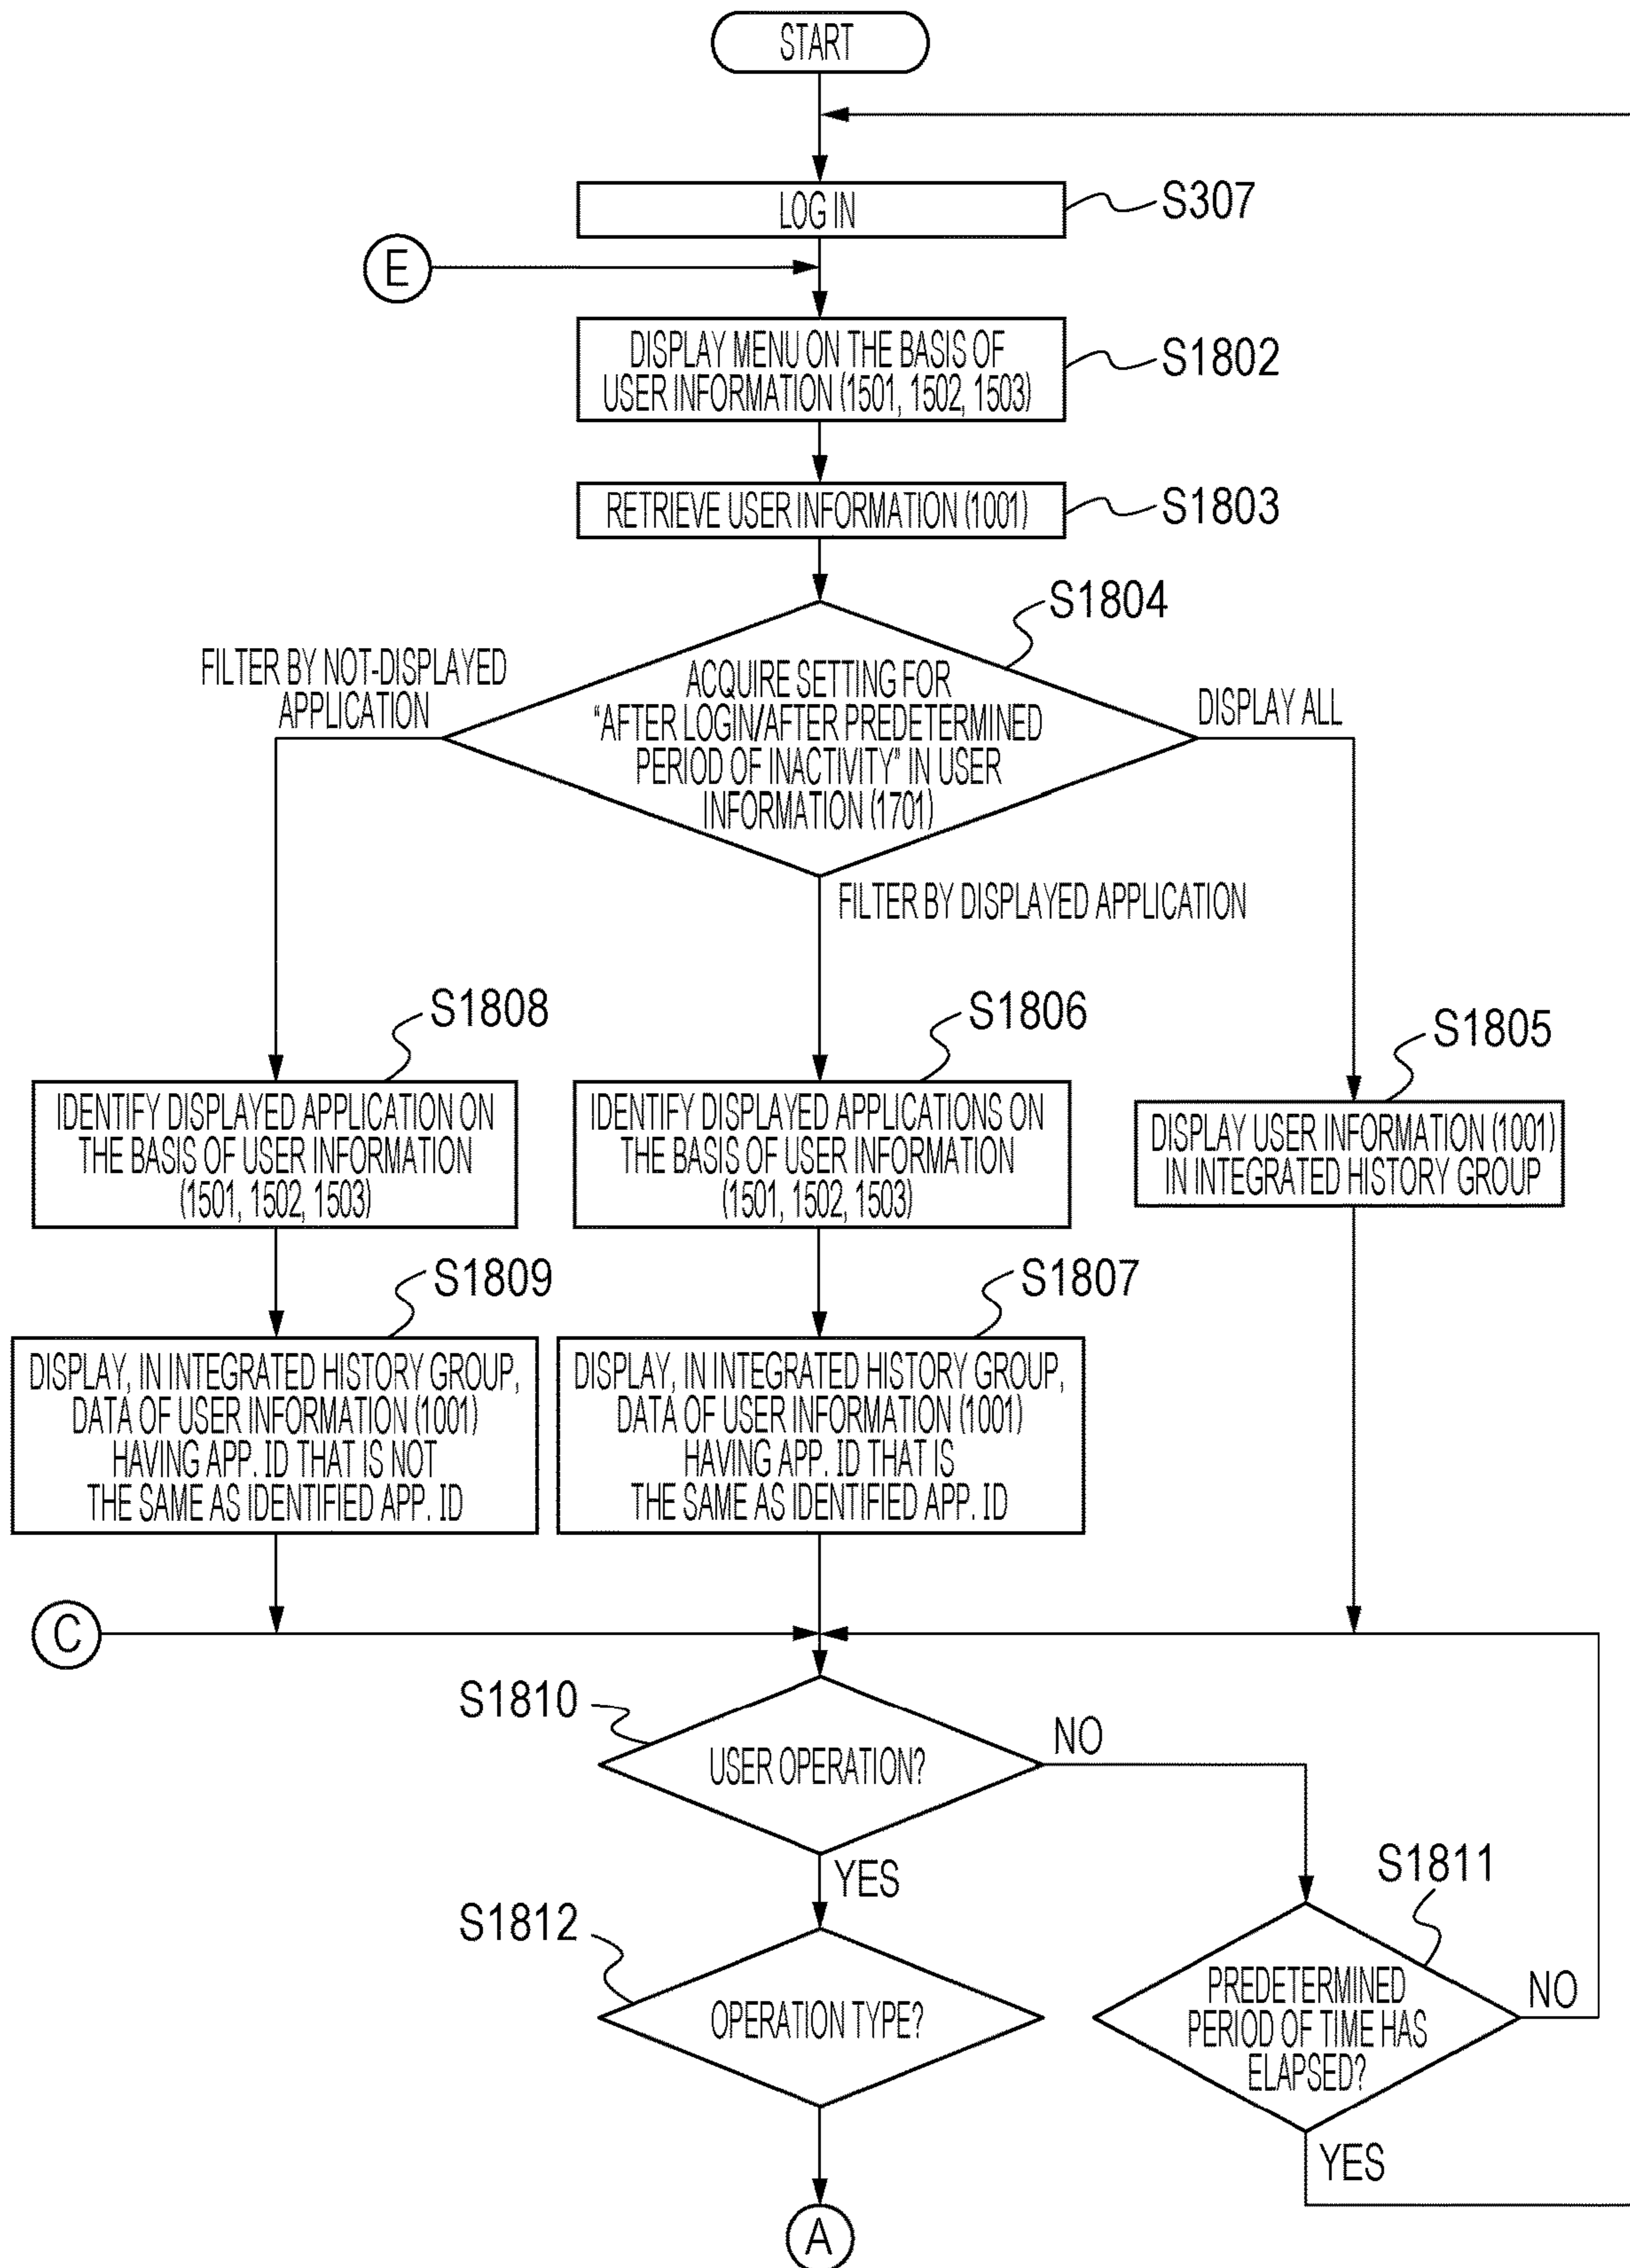 START
LOG IN
S307
E
DISPLAY MENU ON THE BASIS OF
USER INFORMATION (1501, 1502, 1503)
S1802
RETRIEVE USER INFORMATION (1001)
S1803
S1804
FILTER BY NOT-DISPLAYED
APPLICATION
ACQUIRE SETTING FOR
“AFTER LOGIN/AFTER PREDETERMINED
PERIOD OF INACTIVITY” IN USER
INFORMATION (1701)
DISPLAY ALL
FILTER BY DISPLAYED APPLICATION
S1808
IDENTIFY DISPLAYED APPLICATION ON
THE BASIS OF USER INFORMATION
(1501, 1502, 1503)
S1806
IDENTIFY DISPLAYED APPLICATIONS ON
THE BASIS OF USER INFORMATION
(1501, 1502, 1503)
S1805
DISPLAY USER INFORMATION (1001)
IN INTEGRATED HISTORY GROUP
S1809
DISPLAY, IN INTEGRATED HISTORY GROUP,
DATA OF USER INFORMATION (1001)
HAVING APP. ID THAT IS NOT
THE SAME AS IDENTIFIED APP. ID
S1807
DISPLAY, IN INTEGRATED HISTORY GROUP,
DATA OF USER INFORMATION (1001)
HAVING APP. ID THAT IS
THE SAME AS IDENTIFIED APP. ID
C
S1810
USER OPERATION?
NO
YES
S1811
PREDETERMINED
PERIOD OF TIME HAS
ELAPSED?
NO
YES
S1812
OPERATION TYPE?
A